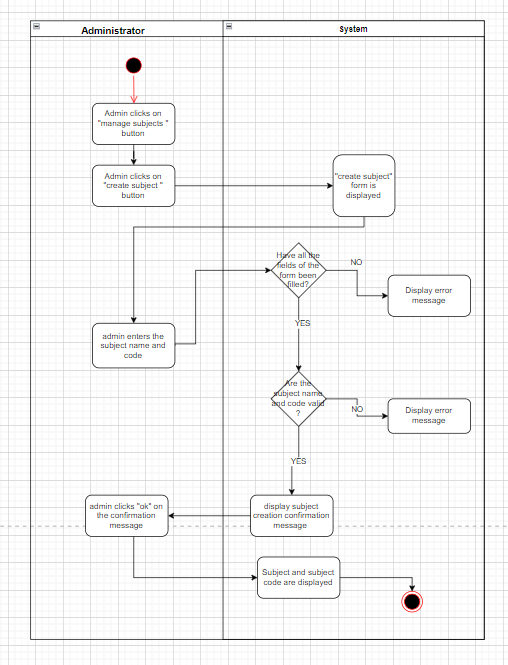 Administrator
System
Admin clicks on
"manage subjects "
button
Admin clicks on
"create subject "
button
"create subject"
form is
displayed
Have all the
fields of the
form been
filled?
NO
Display error
message
admin enters the
subject name and
code
YES
Are the
subject name
and code valid
?
NO
Display error
message
YES
admin clicks "ok" on
the confirmation
message
display subject
creation confirmation
message
Subject and subject
code are displayed